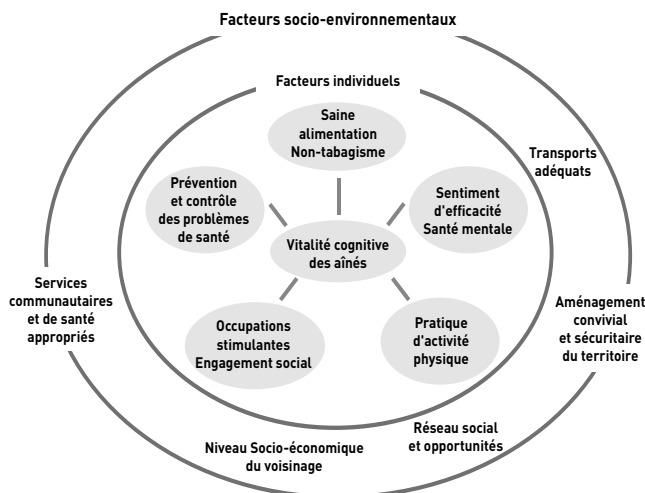 Facteurs socio-environnementaux
Facteurs individuels
Saine
alimentation
Non-tabagisme
Transports
adéquats
Prévention
et contrôle
des problèmes
de santé
Sentiment
d'efficacité
Santé mentale
Vitalité cognitive
des aînés
Services
communautaires
et de santé
appropriés
Aménagement
convivial
et sécuritaire
du territoire
Occupations
stimulantes
Engagement social
Pratique
d'activité
physique
Réseau social
et opportunités
Niveau Socio-économique
du voisinage